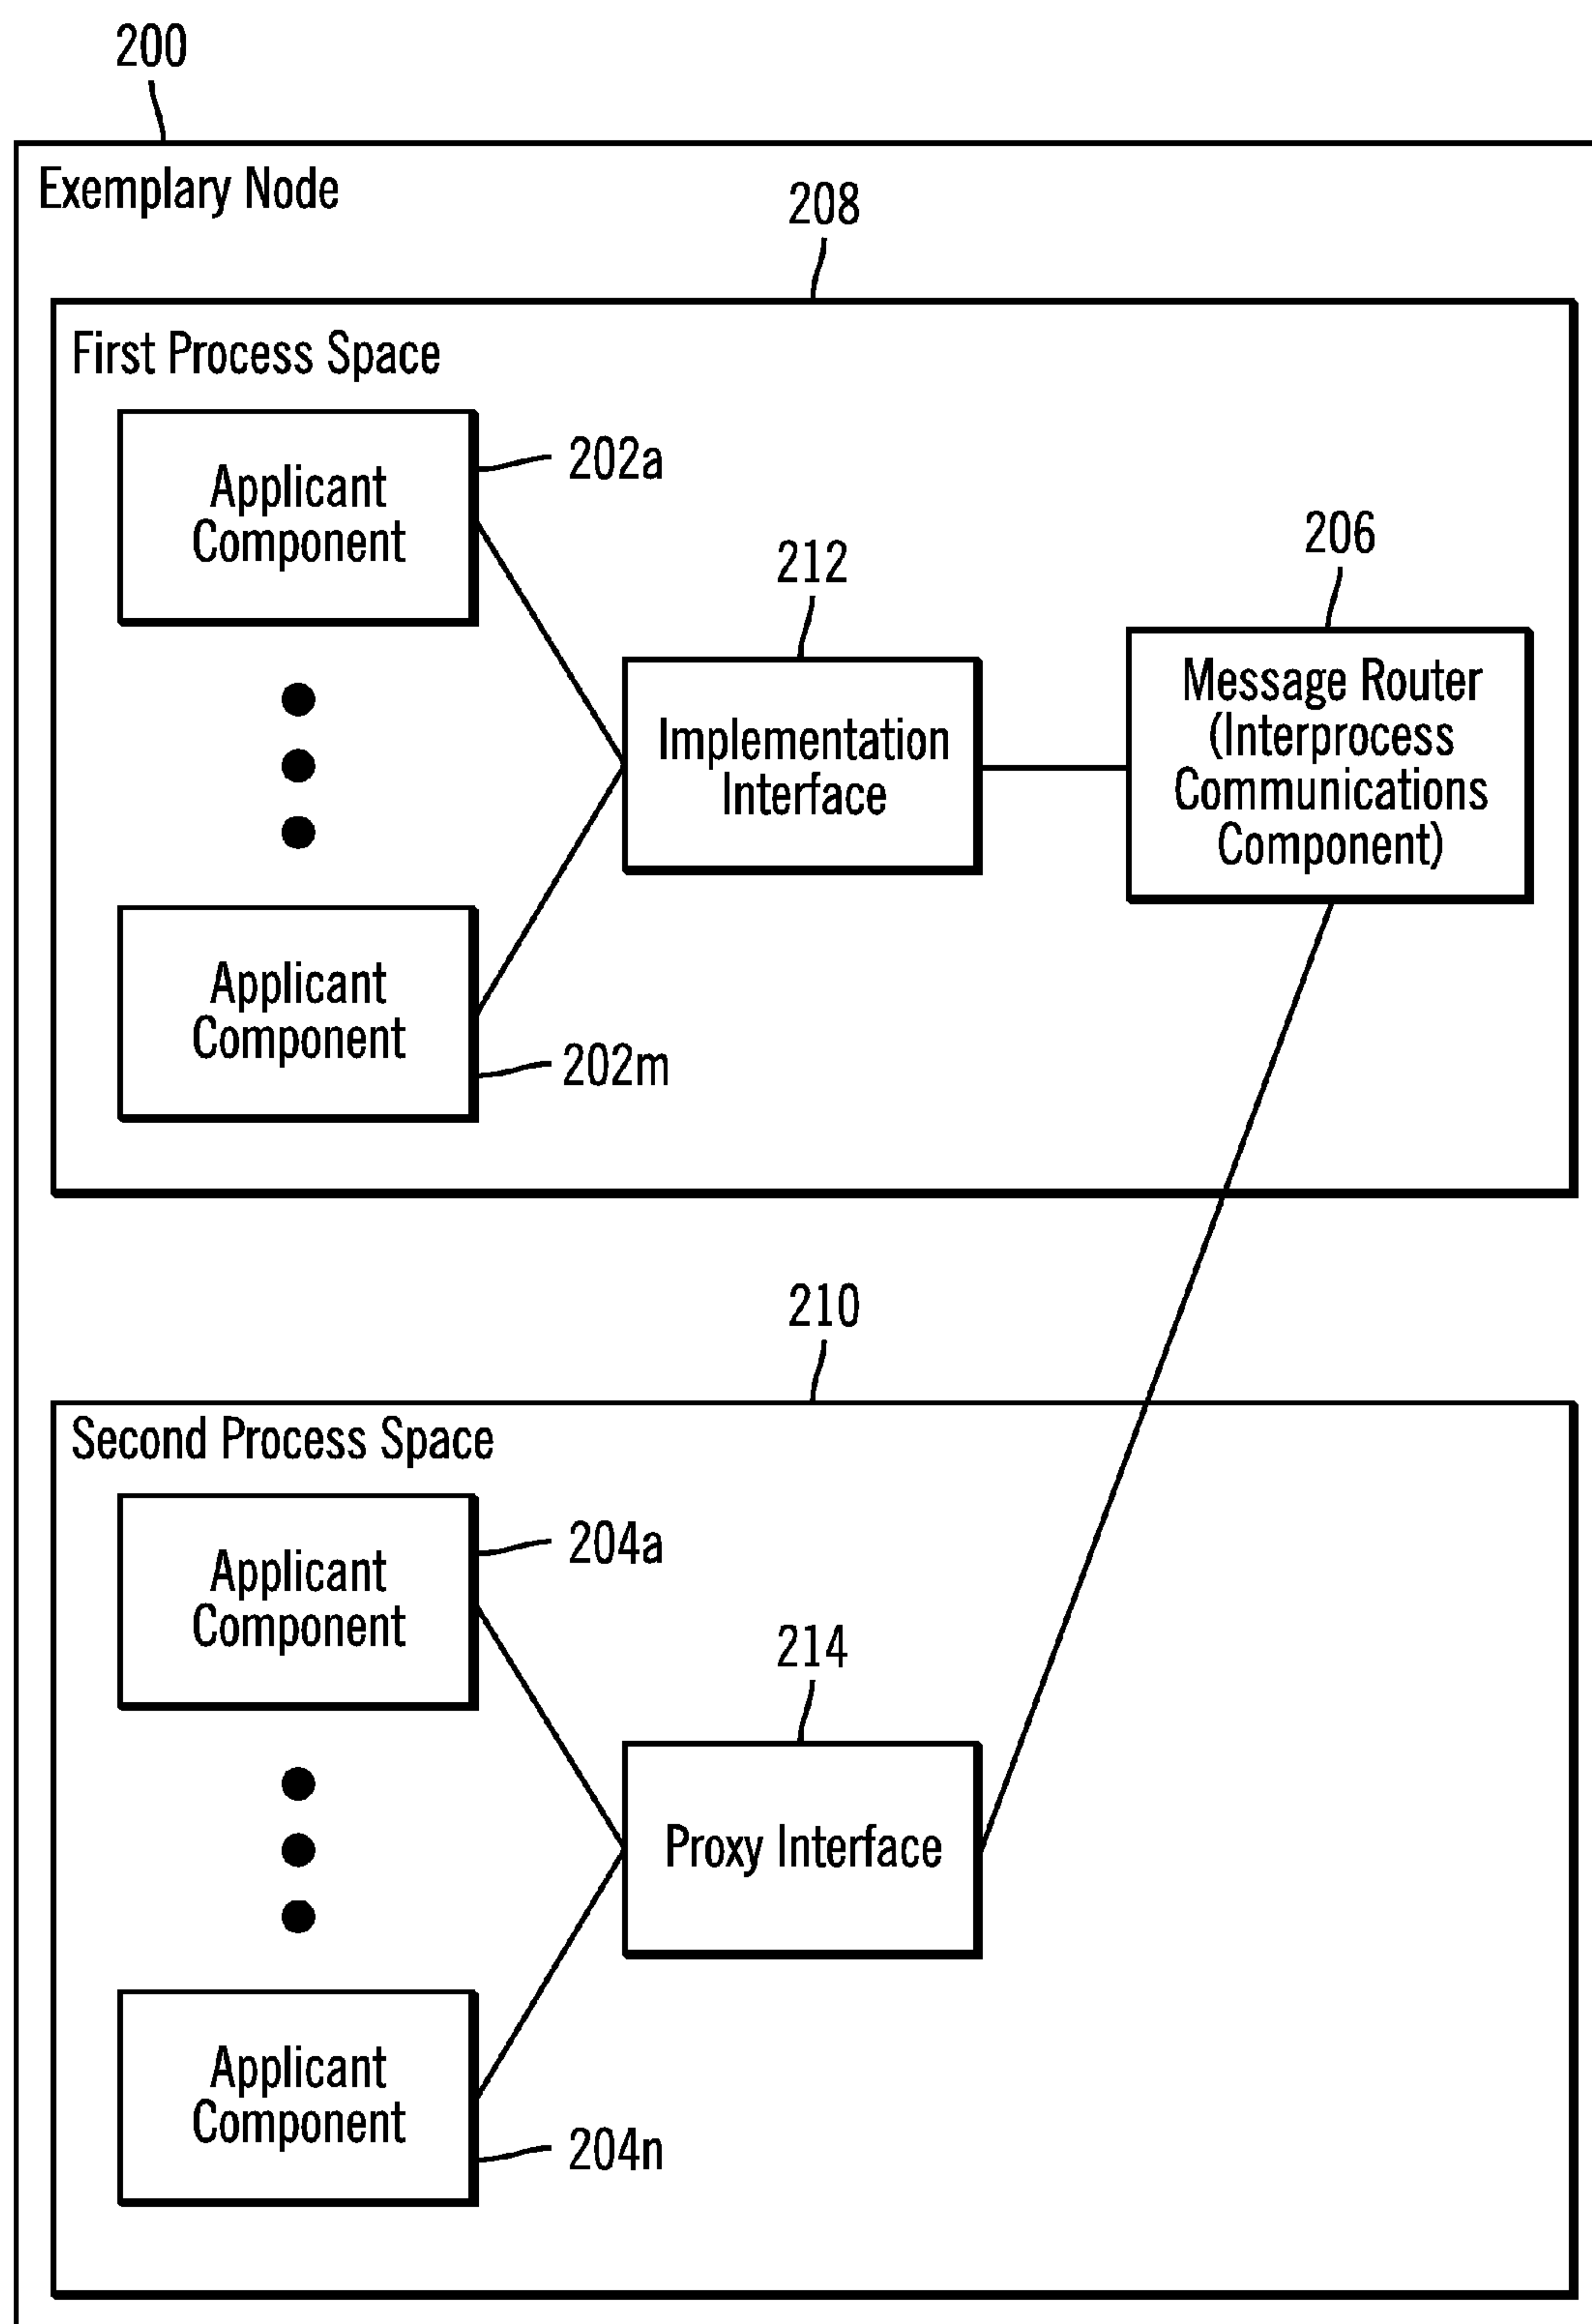 200
Exemplary Node
208
First Process Space
Applicant
Component
202a
212
206
Implementation
Interface
Message Router
(Interprocess
Communications
Component)
Applicant
Component
202m
210
Second Process Space
Applicant
Component
204a
214
Proxy Interface
Applicant
Component
204n